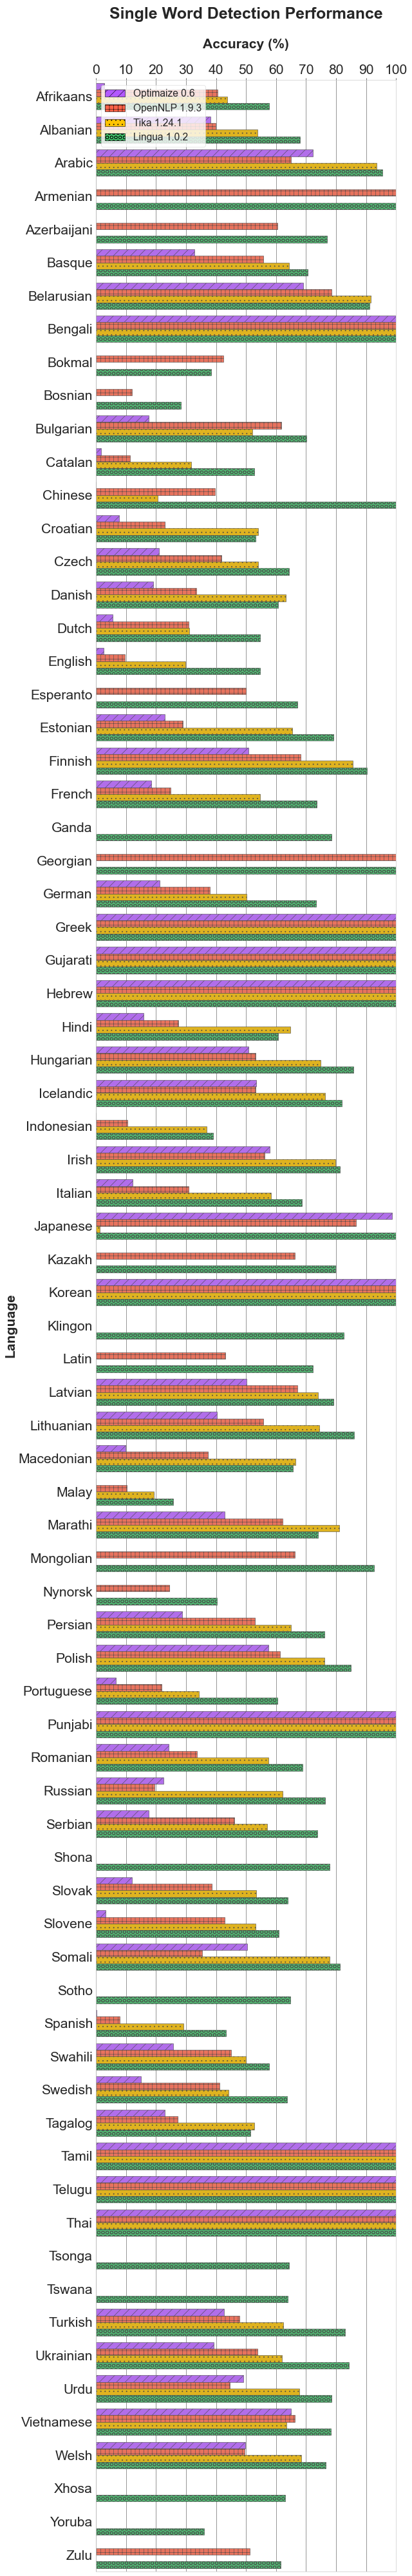 Single Word Detection Performance
Accuracy (%)
0 10 20 30 40 50 60 70 80 90 100
Optimaize 0.6
OpenNLP 1.9.3
Tika 1.24.1
Lingua 1.0.2
Language
Afrikaans
Albanian
Arabic
Armenian
Azerbaijani
Basque
Belarusian
Bengali
Bokmal
Bosnian
Bulgarian
Catalan
Chinese
Croatian
Czech
Danish
Dutch
English
Esperanto
Estonian
Finnish
French
Ganda
Georgian
German
Greek
Gujarati
Hebrew
Hindi
Hungarian
Icelandic
Indonesian
Irish
Italian
Japanese
Kazakh
Korean
Klingon
Latin
Latvian
Lithuanian
Macedonian
Malay
Marathi
Mongolian
Nynorsk
Persian
Polish
Portuguese
Punjabi
Romanian
Russian
Serbian
Shona
Slovak
Slovene
Somali
Sotho
Spanish
Swahili
Swedish
Tagalog
Tamil
Telugu
Thai
Tsonga
Tswana
Turkish
Ukrainian
Urdu
Vietnamese
Welsh
Xhosa
Yoruba
Zulu